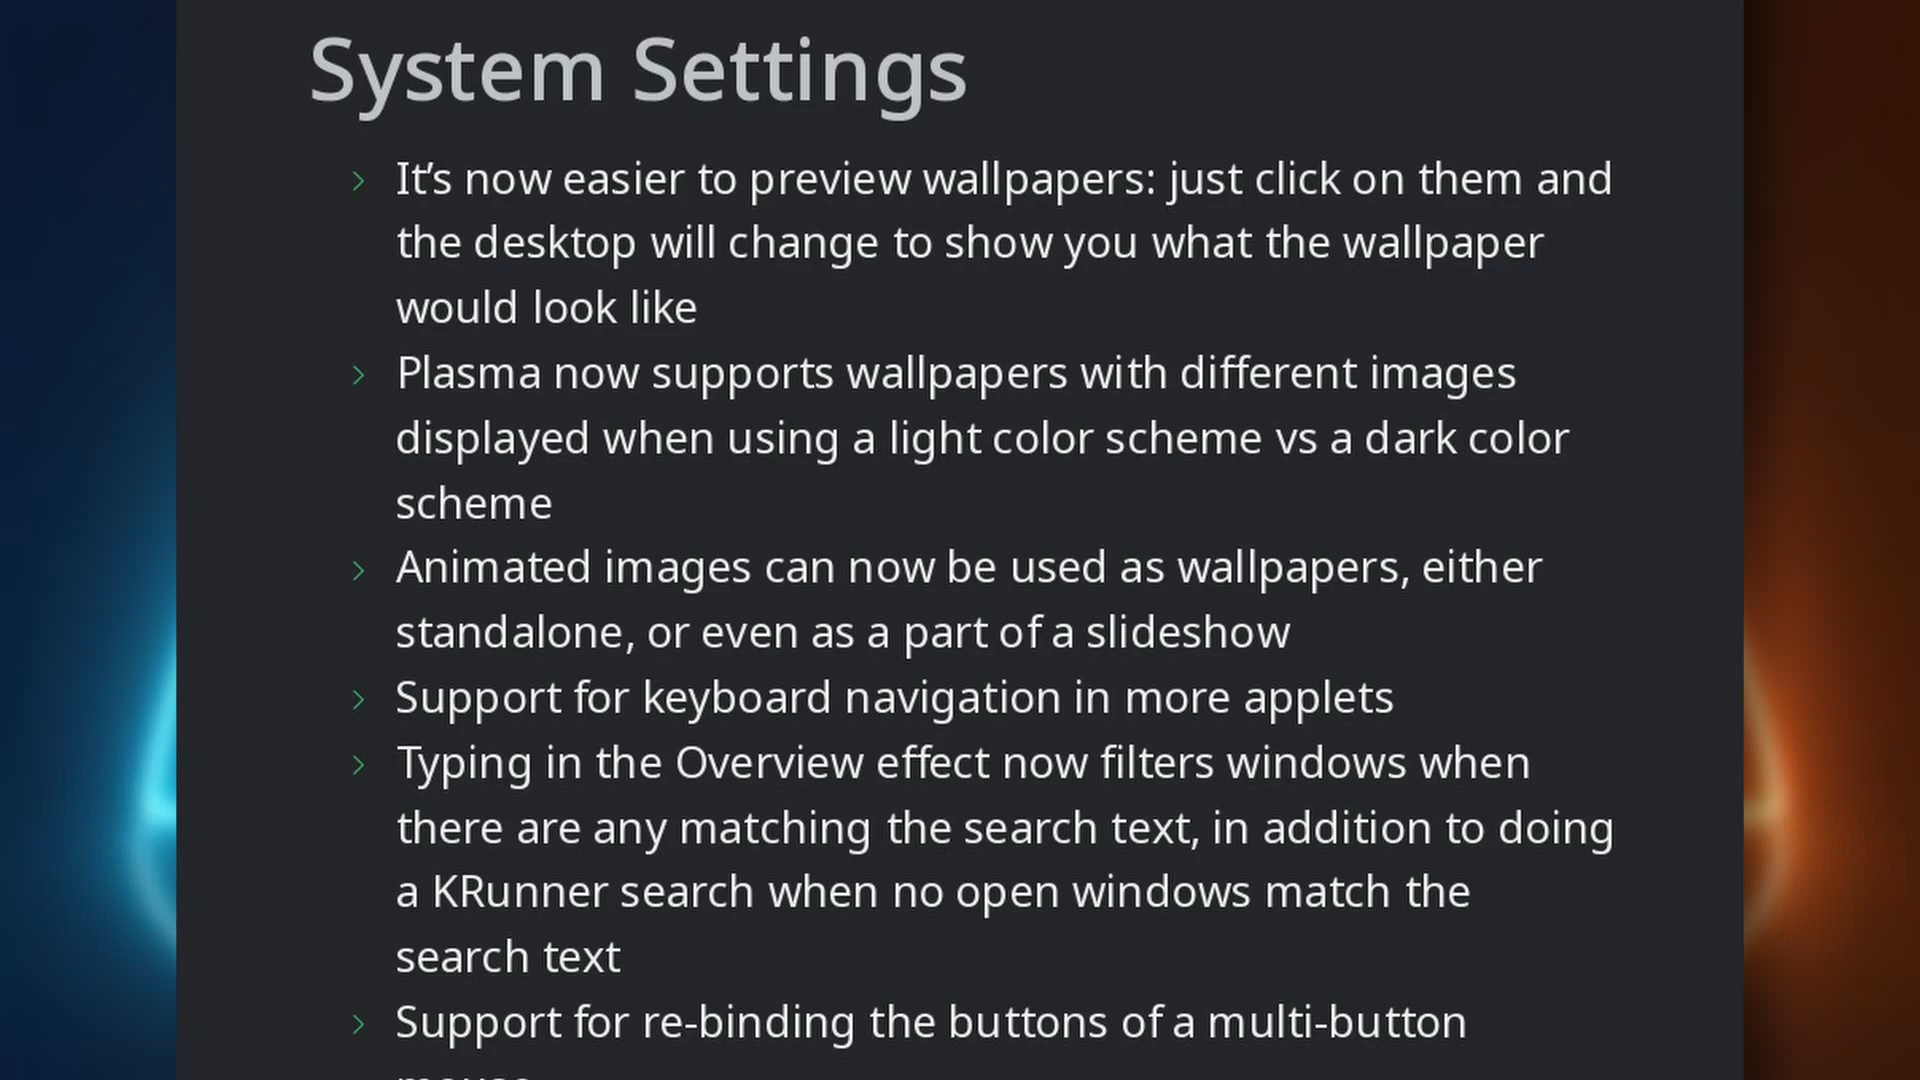 System Settings
It’s now easier to preview wallpapers: just click on them and
the desktop will change to show you what the wallpaper
would look like
Plasma now supports wallpapers with different images
displayed when using a light color scheme vs a dark color
scheme
Animated images can now be used as wallpapers, either
standalone, or even as a part of a slideshow
Support for keyboard navigation in more applets
Typing in the Overview effect now filters windows when
there are any matching the search text, in addition to doing
a KRunner search when no open windows match the
search text
Support for re-binding the buttons of a multi-button